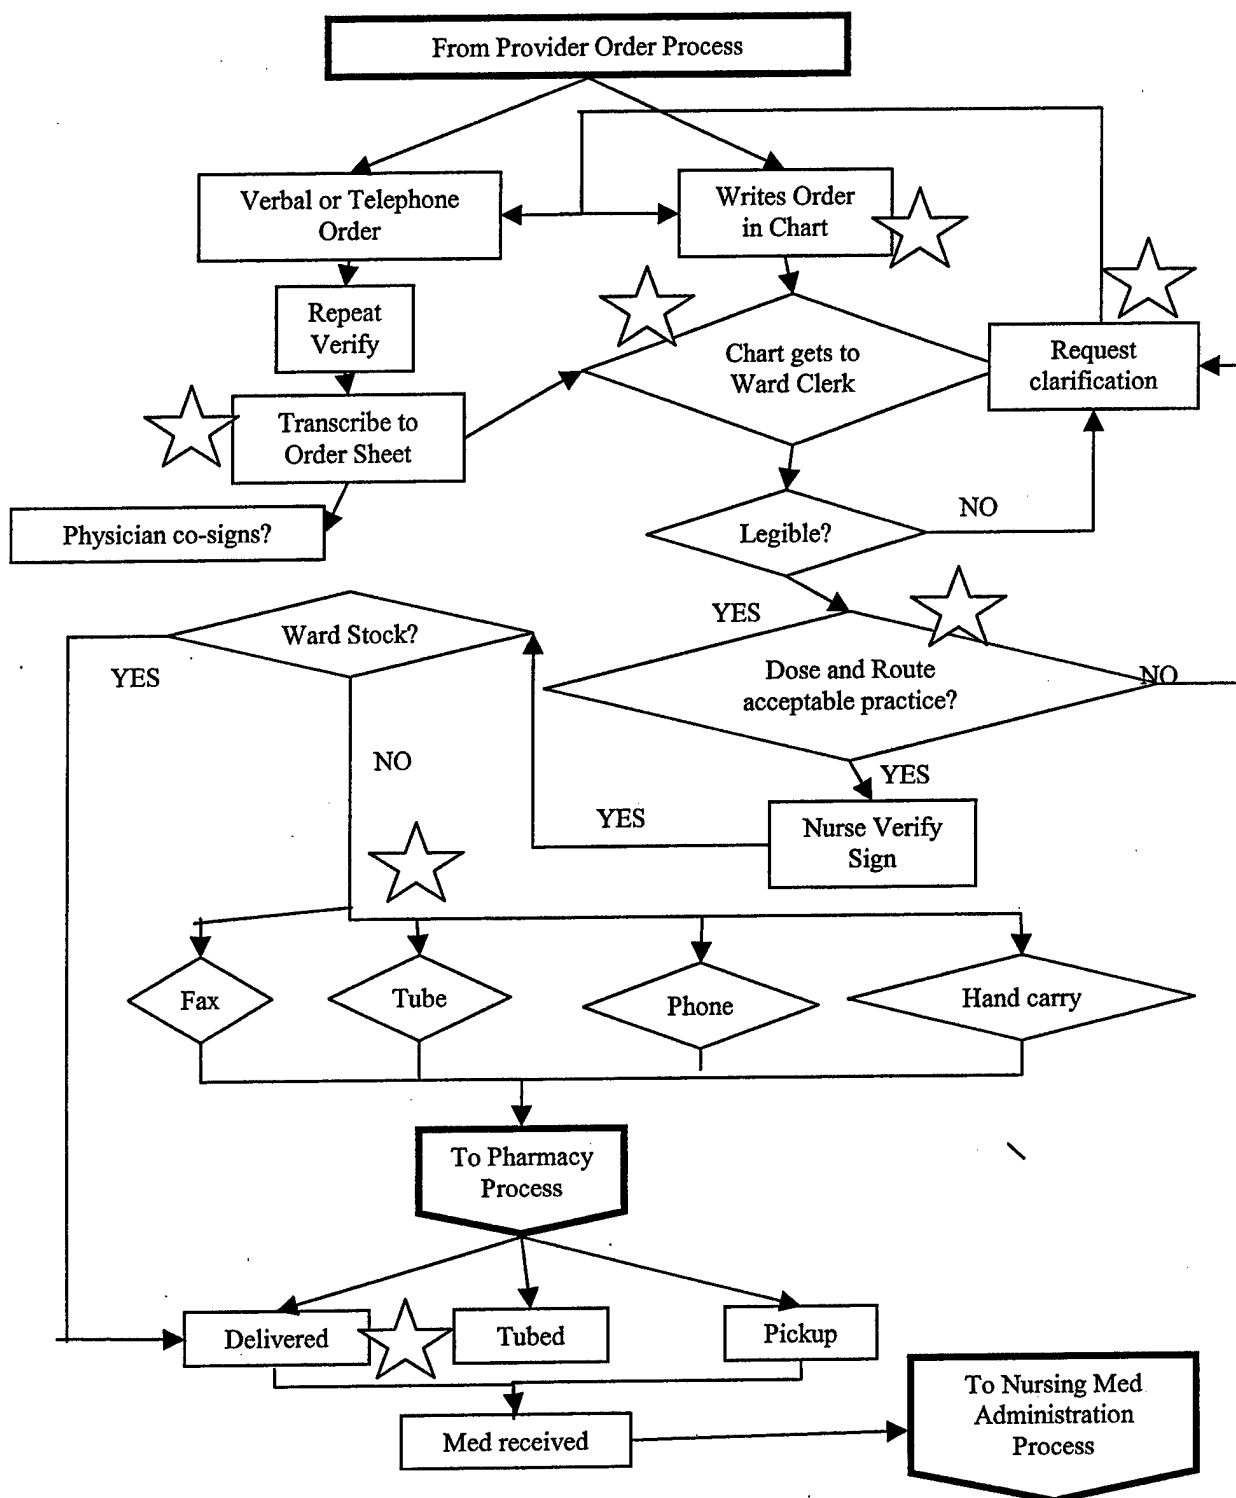 From Provider Order Process
Verbal or Telephone
Order
Writes Order
in Chart
Repeat
Verify
Chart gets to
Ward Clerk
Request
clarification
Transcribe to
Order Sheet
Physician co-signs?
Legible?
NO
Ward Stock?
YES
YES
Dose and Route
acceptable practice?
NO
NO
YES
YES
Nurse Verify
Sign
Fax
Tube
Phone
Hand carry
To Pharmacy
Process
Delivered
Tubed
Pickup
Med received
To Nursing Med
Administration
Process